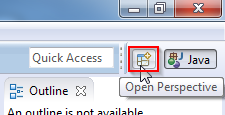 Quick Access
Java
Open Perspective
Outline
An outline is not available